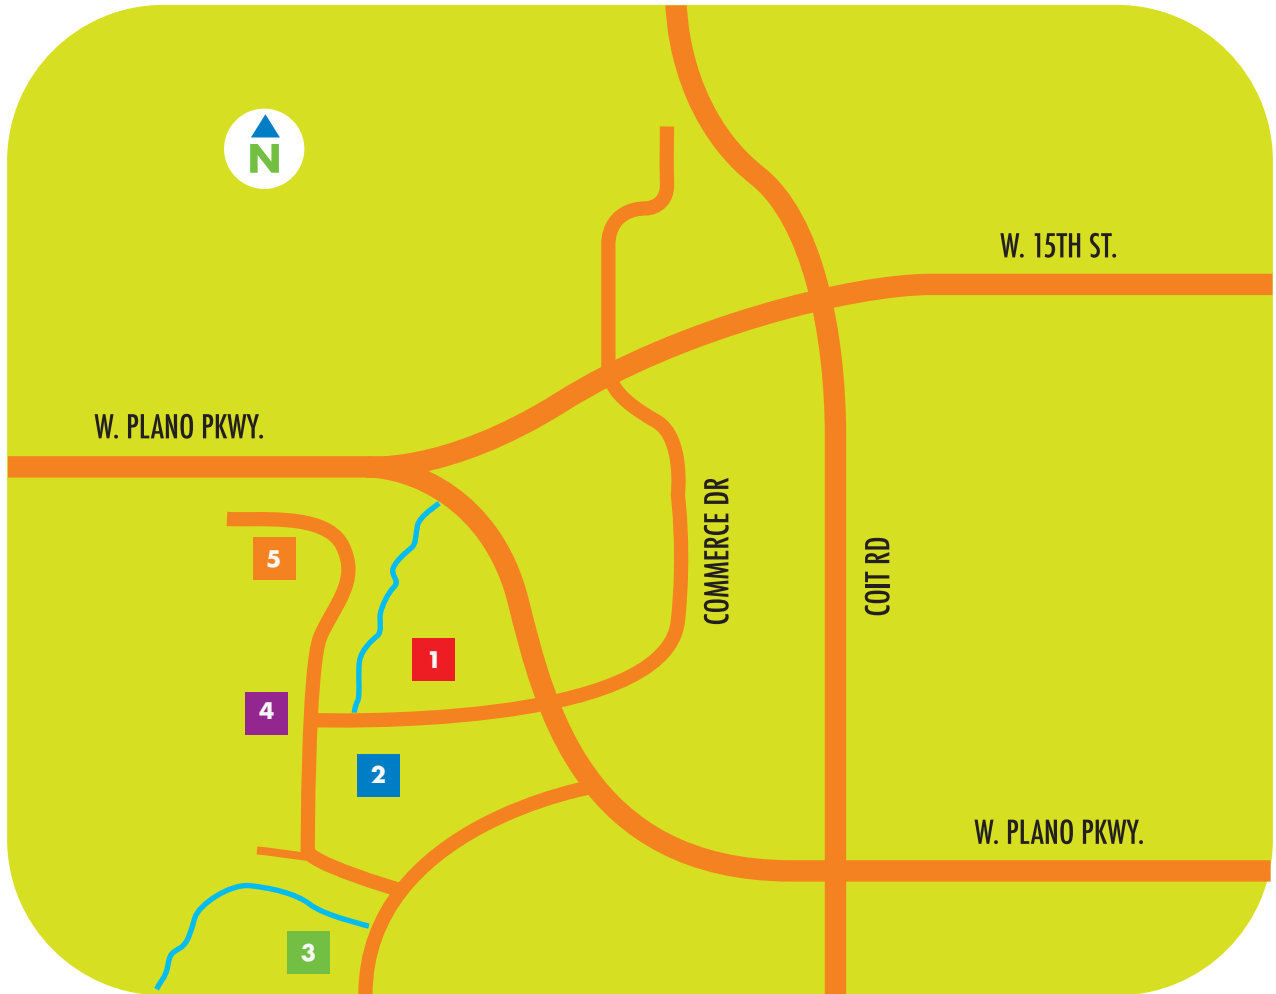 N
W. 15TH ST.
W. PLANO PKWY.
COMMERCE DR
COIT RD
5
1
4
2
W. PLANO PKWY.
3